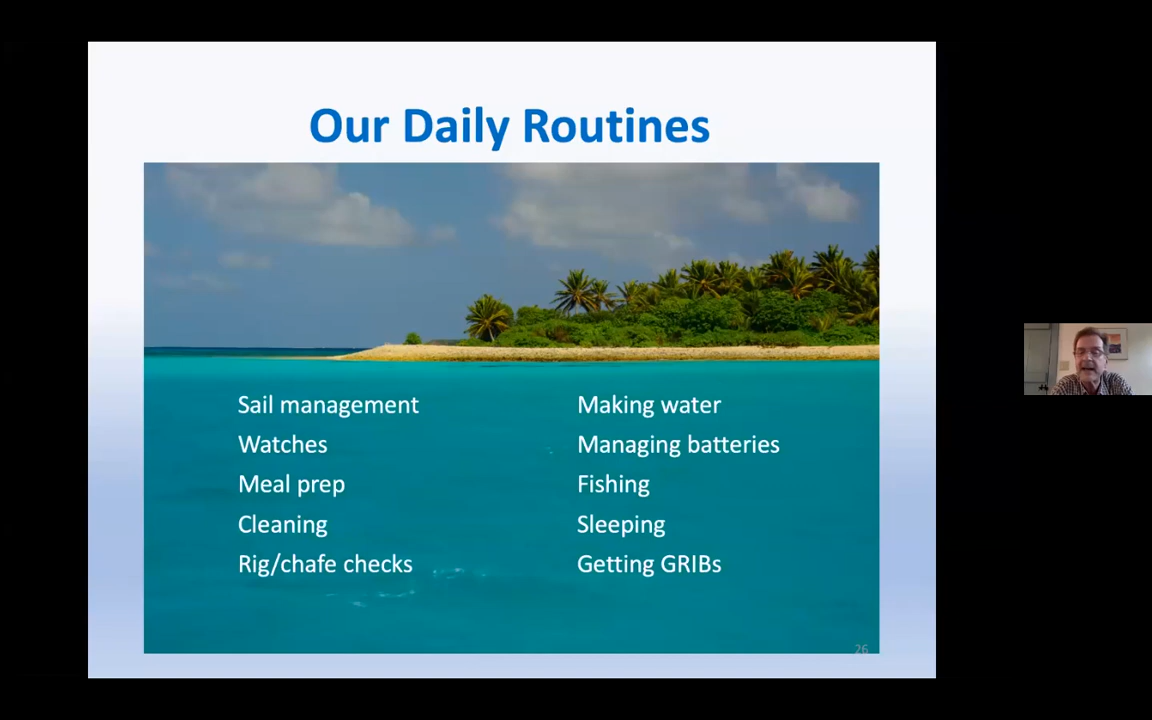 Our Daily Routines
Sail management
Watches
Meal prep
Cleaning
Rig/chafe checks
Making water
Managing batteries
Fishing
Sleeping
Getting GRIBs
26